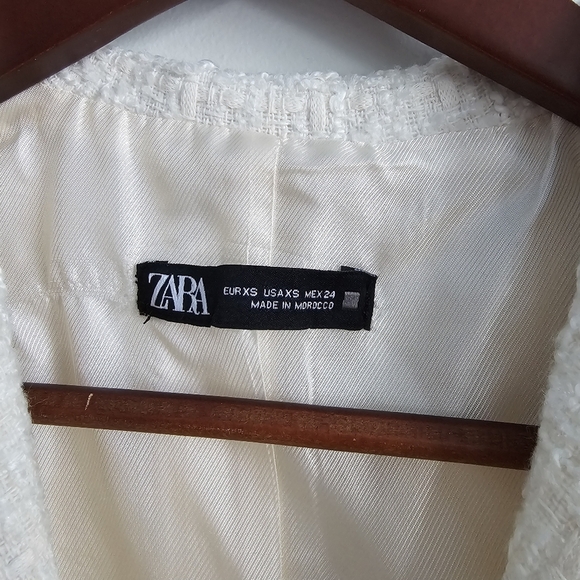 ZARA
EUR XS USA XS MEX 24
MADE IN MOROCCO